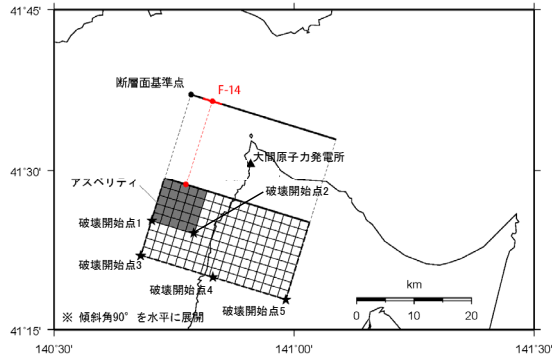 41°45'
断層面基準点
F-14
41°30'
大間原子力発電所
アスペリティ
破壊開始点2
破壊開始点1
破壊開始点3
破壊開始点4
破壊開始点5
km
0 10 20
※ 傾斜角90°を水平に展開
41°15'
140°30' 141°00' 141°30'